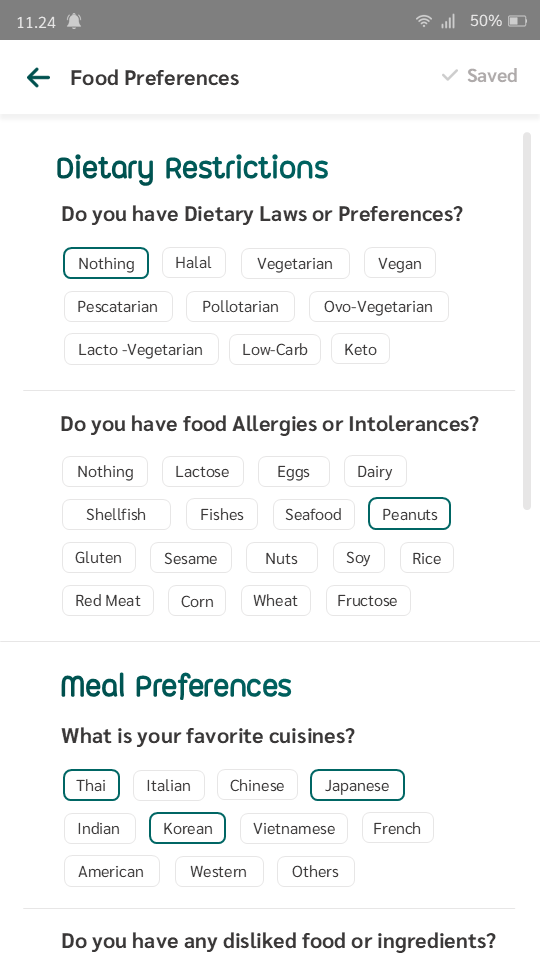 11.24 50%
Food Preferences Saved
Dietary Restrictions
Do you have Dietary Laws or Preferences?
Nothing Halal Vegetarian Vegan
Pescatarian Pollotarian Ovo-Vegetarian
Lacto -Vegetarian Low-Carb Keto
Do you have food Allergies or Intolerances?
Nothing Lactose Eggs Dairy
Shellfish Fishes Seafood Peanuts
Gluten Sesame Nuts Soy Rice
Red Meat Corn Wheat Fructose
Meal Preferences
What is your favorite cuisines?
Thai Italian Chinese Japanese
Indian Korean Vietnamese French
American Western Others
Do you have any disliked food or ingredients?